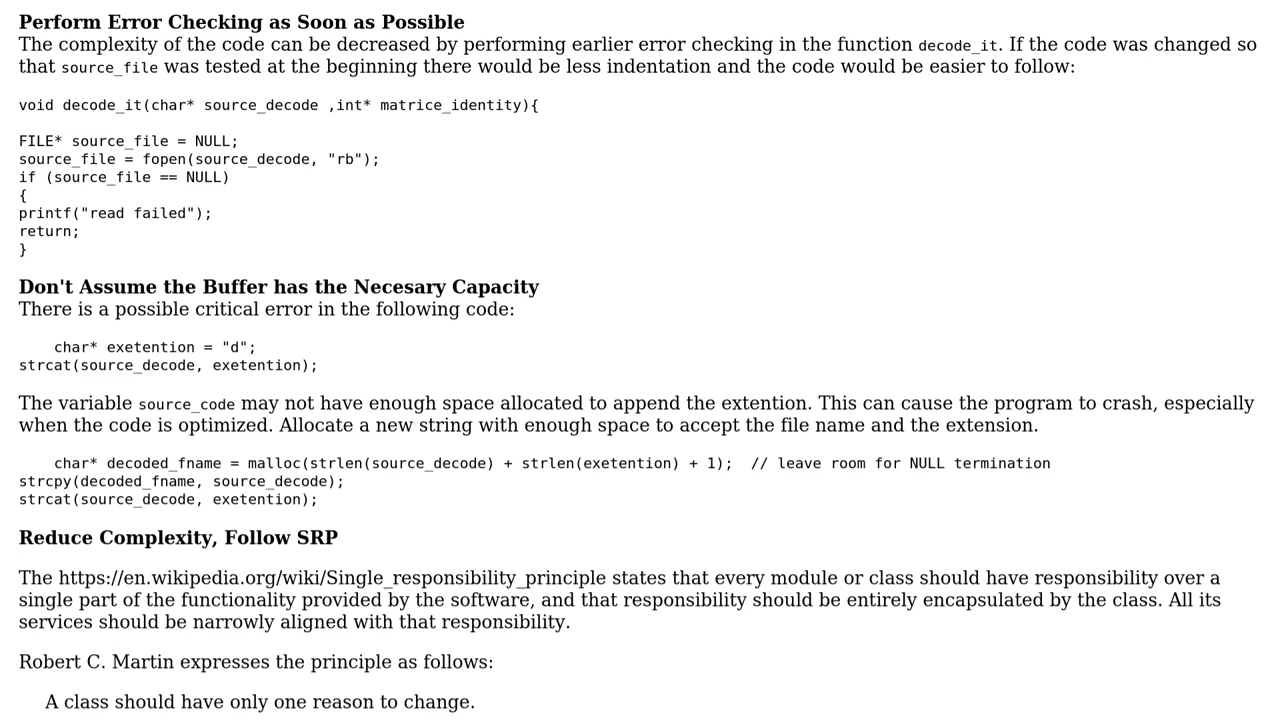 Perform Error Checking as Soon as Possible
The complexity of the code can be decreased by performing earlier error checking in the function decode_it. If the code was changed so
that source_file was tested at the beginning there would be less indentation and the code would be easier to follow:
void decode_it(char* source_decode ,int* matrice_identity){
FILE* source_file = NULL;
source_file = fopen(source_decode, "rb");
if (source_file == NULL)
{
printf("read failed");
return;
}
Don't Assume the Buffer has the Necesary Capacity
There is a possible critical error in the following code:
char* exetention = "d";
strcat(source_decode, exetention);
The variable source_code may not have enough space allocated to append the extention. This can cause the program to crash, especially
when the code is optimized. Allocate a new string with enough space to accept the file name and the extension.
char* decoded_fname = malloc(strlen(source_decode) + strlen(exetention) + 1);  // leave room for NULL termination
strcpy(decoded_fname, source_decode);
strcat(source_decode, exetention);
Reduce Complexity, Follow SRP
The https://en.wikipedia.org/wiki/Single_responsibility_principle states that every module or class should have responsibility over a
single part of the functionality provided by the software, and that responsibility should be entirely encapsulated by the class. All its
services should be narrowly aligned with that responsibility.
Robert C. Martin expresses the principle as follows:
A class should have only one reason to change.